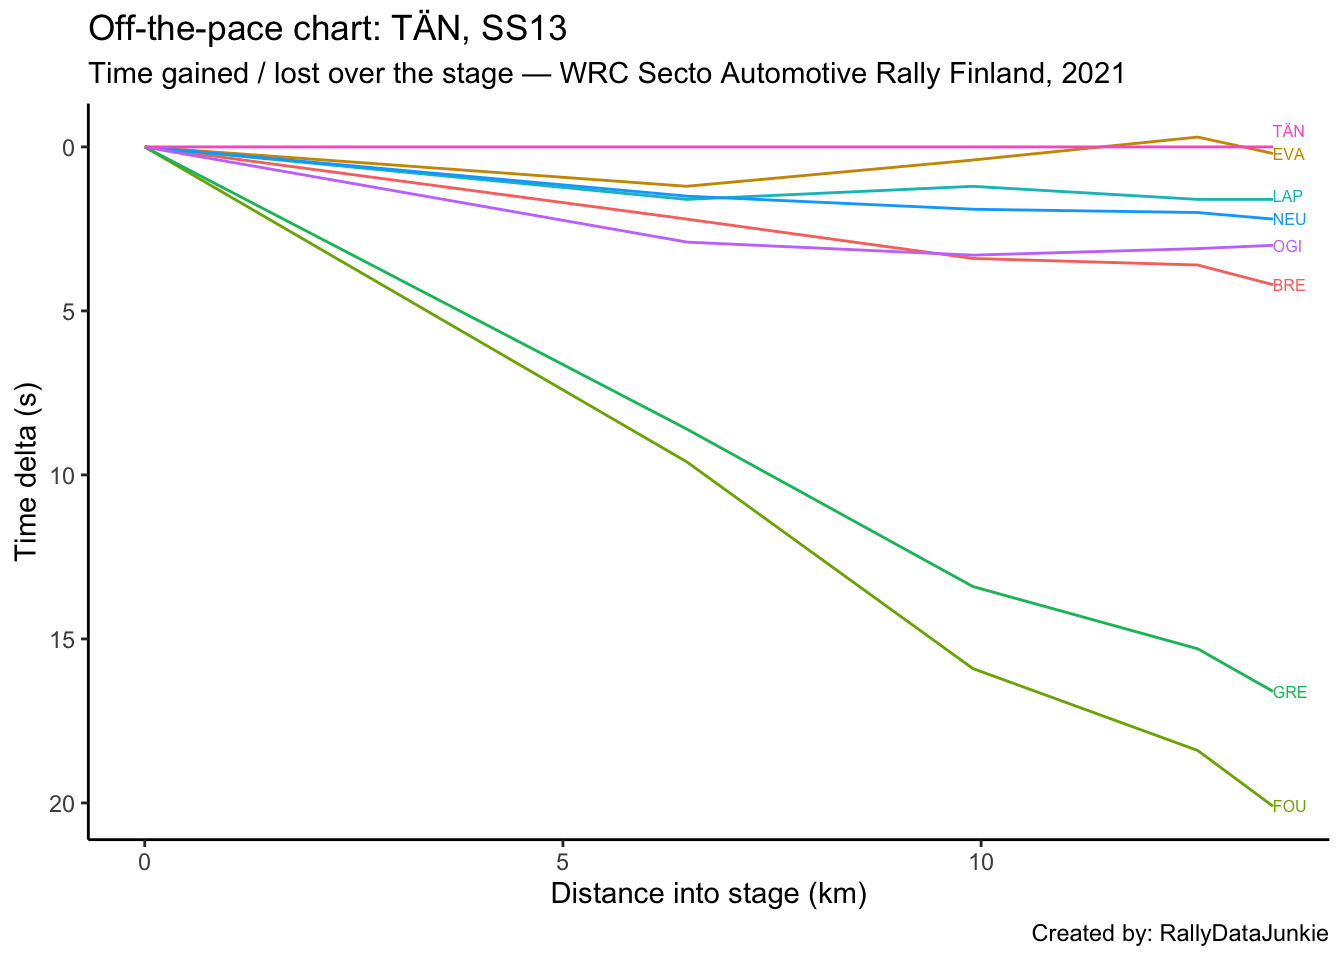 Off-the-pace chart: TÄN, SS13
Time gained / lost over the stage — WRC Secto Automotive Rally Finland, 2021
Time delta (s)
0
5
10
15
20
TÄN
EVA
LAP
NEU
OGI
BRE
GRE
FOU
0 5 10
Distance into stage (km)
Created by: RallyDataJunkie